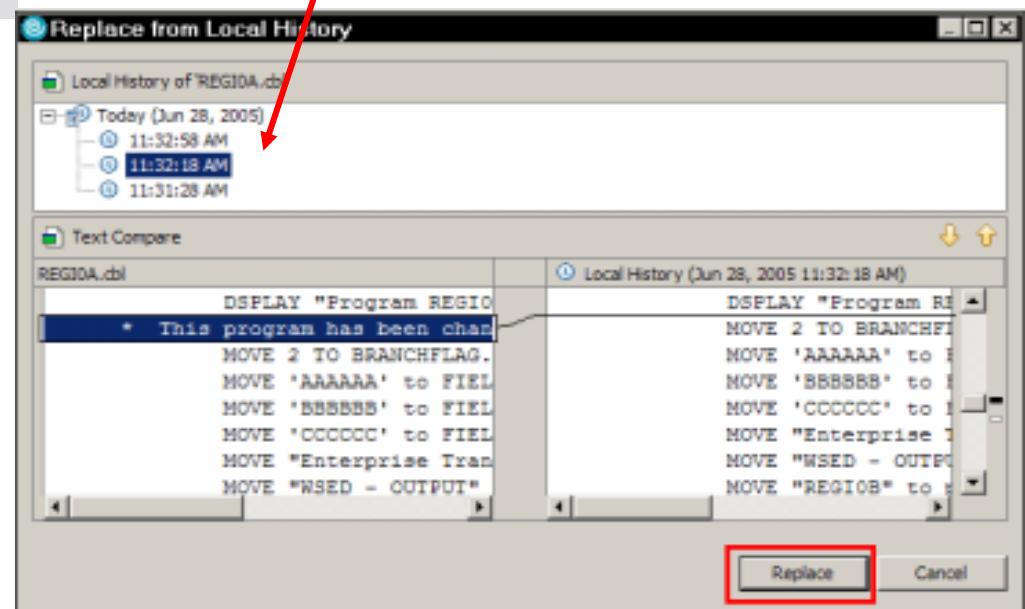 Replace from Local History
Local History of 'REGI0A.cbl'
Today (Jun 28, 2005)
11:32:58 AM
11:32:18 AM
11:31:28 AM
Text Compare
REGI0A.cbl
Local History (Jun 28, 2005 11:32:18 AM)
DSPLAY "Program REGI0
* This program has been chan
MOVE 2 TO BRANCHFLAG.
MOVE 'AAAAAA' to FIEL
MOVE 'BBBBBB' to FIEL
MOVE 'CCCCCC' to FIEL
MOVE "Enterprise Tran
MOVE "WSED - OUTPUT"
DSPLAY "Program RE
MOVE 2 TO BRANCHF
MOVE 'AAAAAA' to
MOVE 'BBBBBB' to
MOVE 'CCCCCC' to
MOVE "Enterprise T
MOVE "WSED - OUTPU
MOVE "REGI0B" to
Replace
Cancel